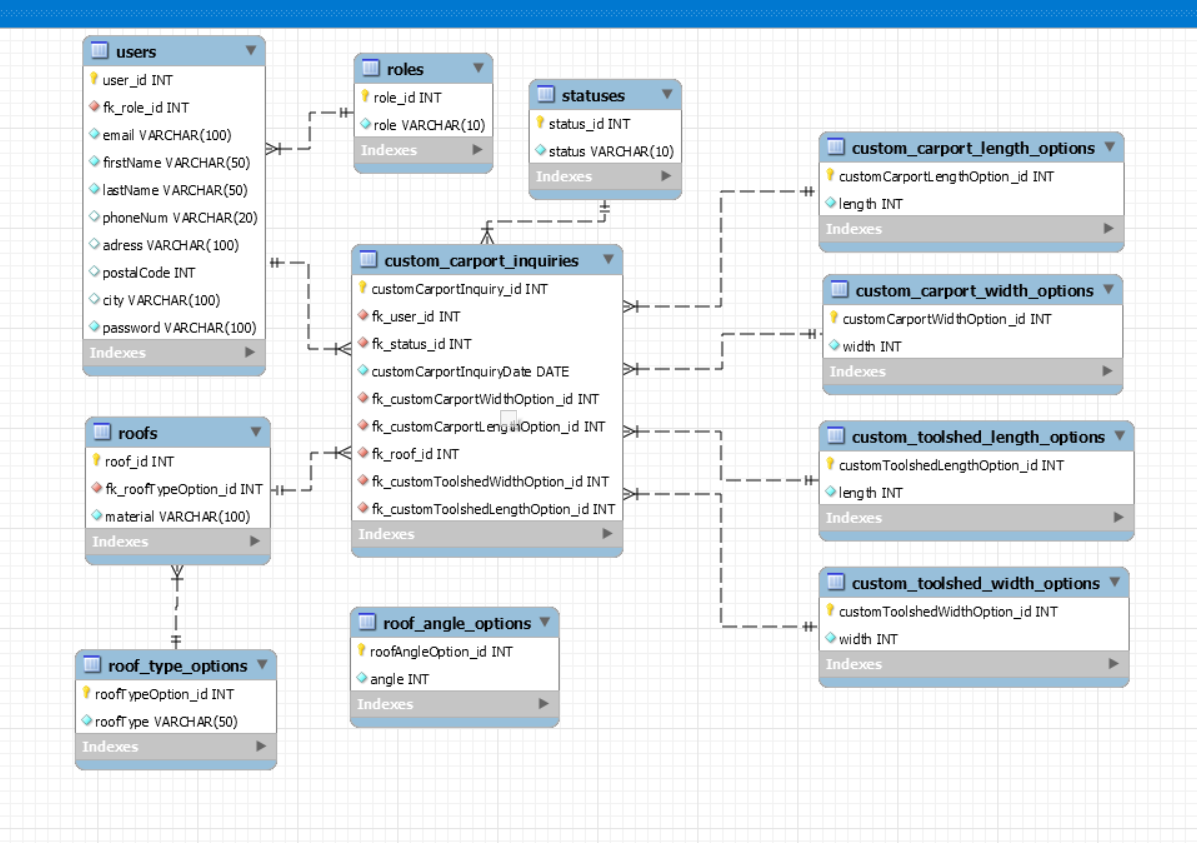 users
user_id INT
fk_role_id INT
email VARCHAR(100)
firstName VARCHAR(50)
lastName VARCHAR(50)
phoneNum VARCHAR(20)
adress VARCHAR(100)
postalCode INT
city VARCHAR(100)
password VARCHAR(100)
Indexes
roles
role_id INT
role VARCHAR(10)
Indexes
statuses
status_id INT
status VARCHAR(10)
Indexes
custom_carport_length_options
customCarportLengthOption_id INT
length INT
Indexes
custom_carport_inquiries
customCarportInquiry_id INT
fk_user_id INT
fk_status_id INT
customCarportInquiryDate DATE
fk_customCarportWidthOption_id INT
fk_customCarportLengthOption_id INT
fk_roof_id INT
fk_customToolshedWidthOption_id INT
fk_customToolshedLengthOption_id INT
Indexes
custom_carport_width_options
customCarportWidthOption_id INT
width INT
Indexes
roofs
roof_id INT
fk_roofTypeOption_id INT
material VARCHAR(100)
Indexes
custom_toolshed_length_options
customToolshedLengthOption_id INT
length INT
Indexes
custom_toolshed_width_options
customToolshedWidthOption_id INT
width INT
Indexes
roof_angle_options
roofAngleOption_id INT
angle INT
Indexes
roof_type_options
roofTypeOption_id INT
roofType VARCHAR(50)
Indexes